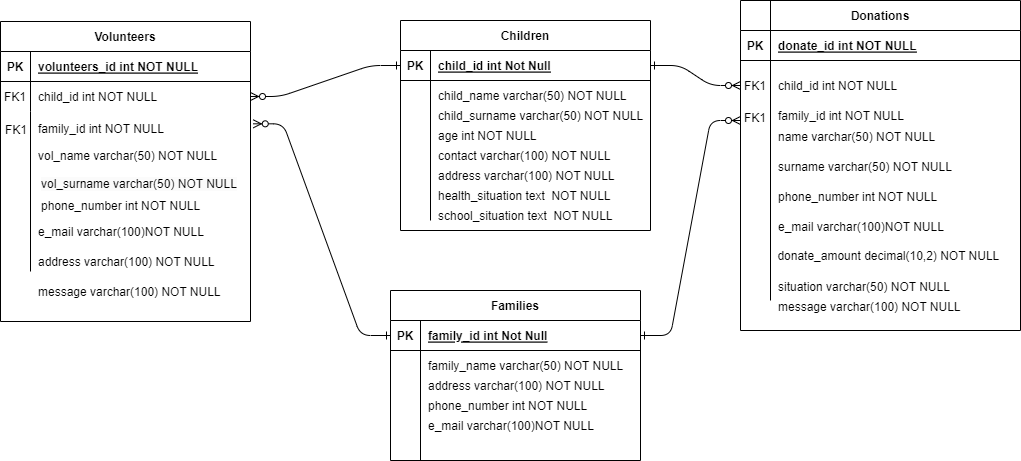 Volunteers
PK volunteers_id int NOT NULL
FK1 child_id int NOT NULL
FK1 family_id int NOT NULL
vol_name varchar(50) NOT NULL
vol_surname varchar(50) NOT NULL
phone_number int NOT NULL
e_mail varchar(100)NOT NULL
address varchar(100) NOT NULL
message varchar(100) NOT NULL
Children
PK child_id int Not Null
child_name varchar(50) NOT NULL
child_surname varchar(50) NOT NULL
age int NOT NULL
contact varchar(100) NOT NULL
address varchar(100) NOT NULL
health_situation text  NOT NULL
school_situation text  NOT NULL
Families
PK family_id int Not Null
family_name varchar(50) NOT NULL
address varchar(100) NOT NULL
phone_number int NOT NULL
e_mail varchar(100)NOT NULL
Donations
PK donate_id int NOT NULL
FK1 child_id int NOT NULL
FK1 family_id int NOT NULL
name varchar(50) NOT NULL
surname varchar(50) NOT NULL
phone_number int NOT NULL
e_mail varchar(100)NOT NULL
donate_amount decimal(10,2) NOT NULL
situation varchar(50) NOT NULL
message varchar(100) NOT NULL